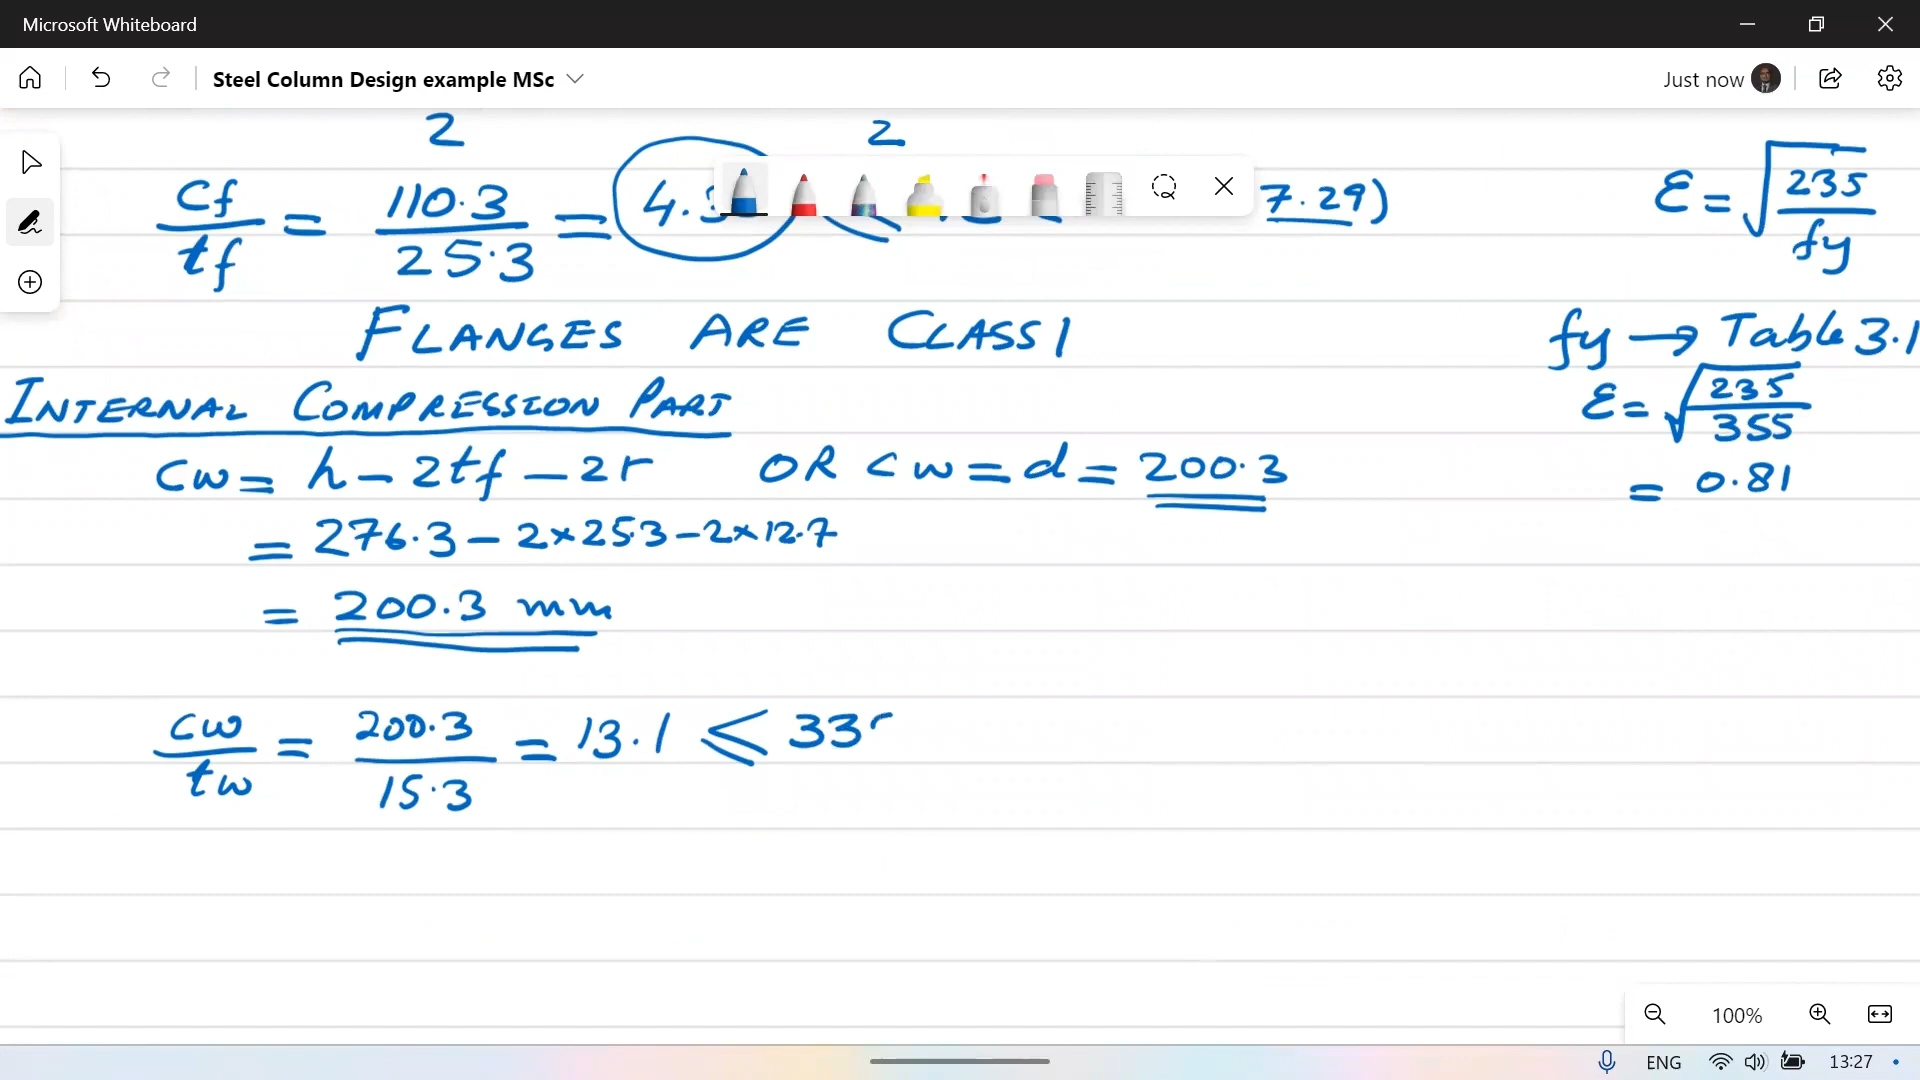 Microsoft Whiteboard
Steel Column Design example MSc
Just now
2 2
cf/tf = 110.3/25.3 = 7.29)
ε = √(235/fy)
FLANGES ARE CLASS 1
fy → Table 3.1
INTERNAL COMPRESSION PART
ε = √(235/355)
cw = h - 2tf - 2r OR cw = d = 200.3
= 0.81
= 276.3 - 2×25.3 - 2×12.7
= 200.3 mm
cw/tw = 200.3/15.3 = 13.1 ≤ 33
100%
ENG
13:27